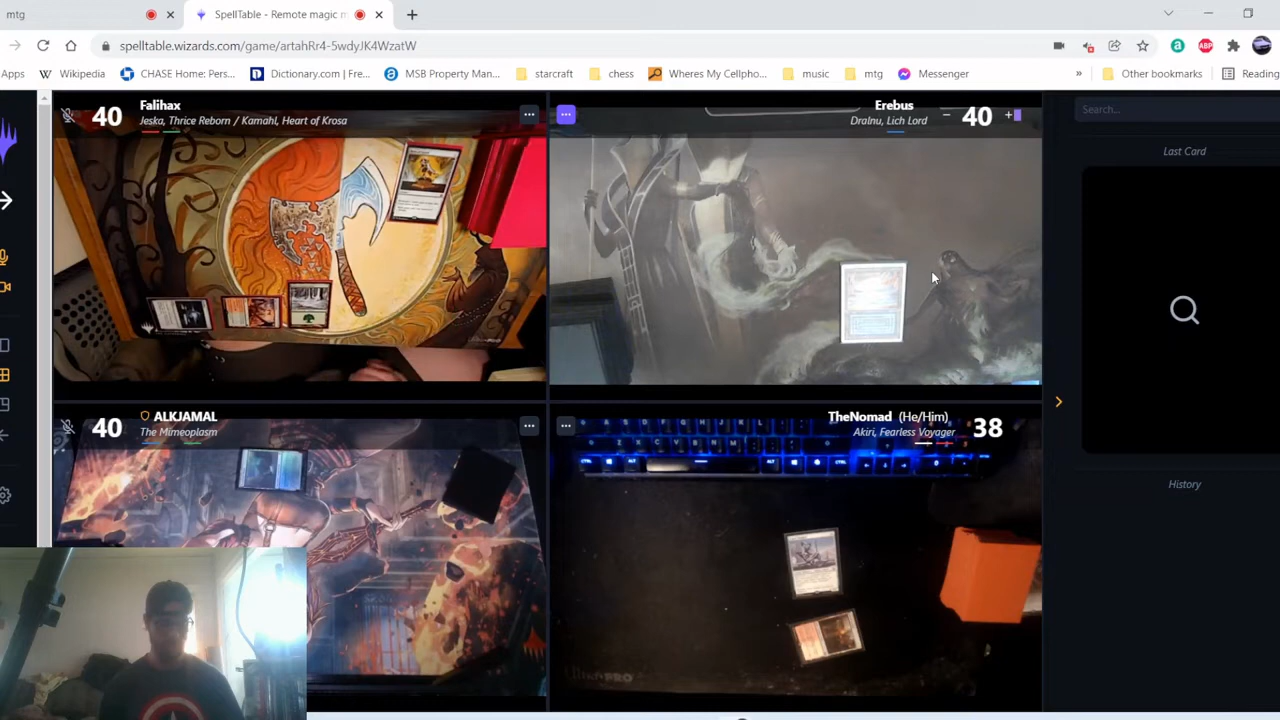 mtg
SpellTable - Remote magic m
spelltable.wizards.com/game/artahRr4-5wdyJK4WzatW
Apps
Wikipedia
CHASE Home: Pers...
Dictionary.com | Fre...
MSB Property Man...
starcraft
chess
Wheres My Cellpho...
music
mtg
Messenger
»
Other bookmarks
Reading
40
Falihax
Jeska, Thrice Reborn / Kamahl, Heart of Krosa
Erebus
Dralnu, Lich Lord
40
Search...
Last Card
40
ALKJAMAL
The Mimeoplasm
TheNomad (He/Him)
Akiri, Fearless Voyager
38
History